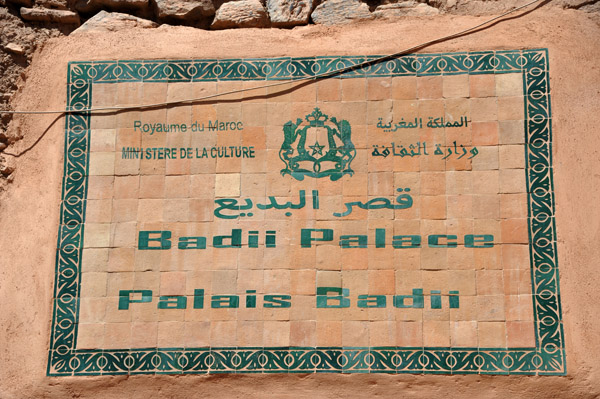 Royaume du Maroc
المملكة المغربية
MINISTERE DE LA CULTURE
وزارة الثقافة
قصر البديع
Badii Palace
Palais Badii